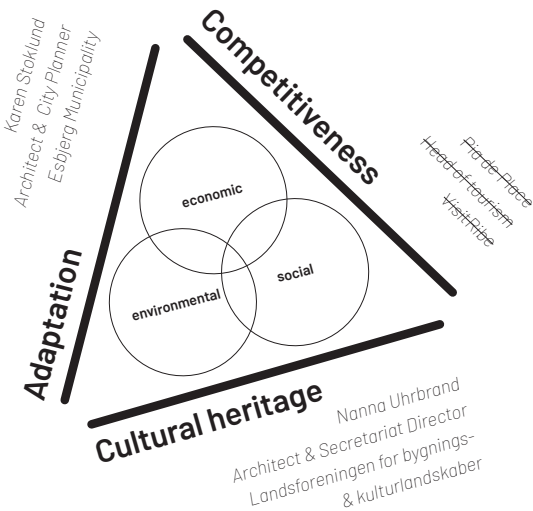 Karen Stoklund
Architect & City Planner
Esbjerg Municipality
Competitiveness
Pia de Place
Head of tourism
VisitRibe
economic
social
environmental
Adaptation
Cultural heritage
Nanna Uhrbrand
Architect & Secretariat Director
Landsforeningen for bygnings-
& kulturlandskaber